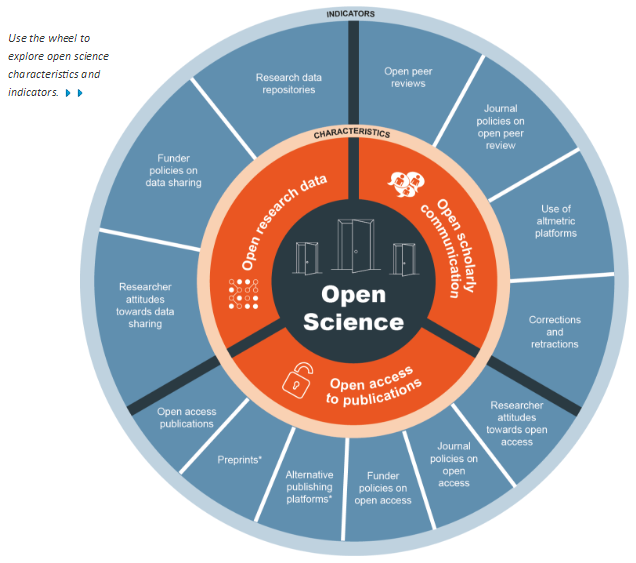 Use the wheel to
explore open science
characteristics and
indicators.
INDICATORS
CHARACTERISTICS
Open
Science
Open research data
Research data
repositories
Funder
policies on
data sharing
Researcher
attitudes
towards data
sharing
Open scholarly
communication
Open peer
reviews
Journal
policies on
open peer
review
Use of
altmetric
platforms
Corrections
and
retractions
Open access
to publications
Researcher
attitudes
towards open
access
Journal
policies on
open
access
Funder
policies on
open access
Alternative
publishing
platforms*
Preprints*
Open access
publications